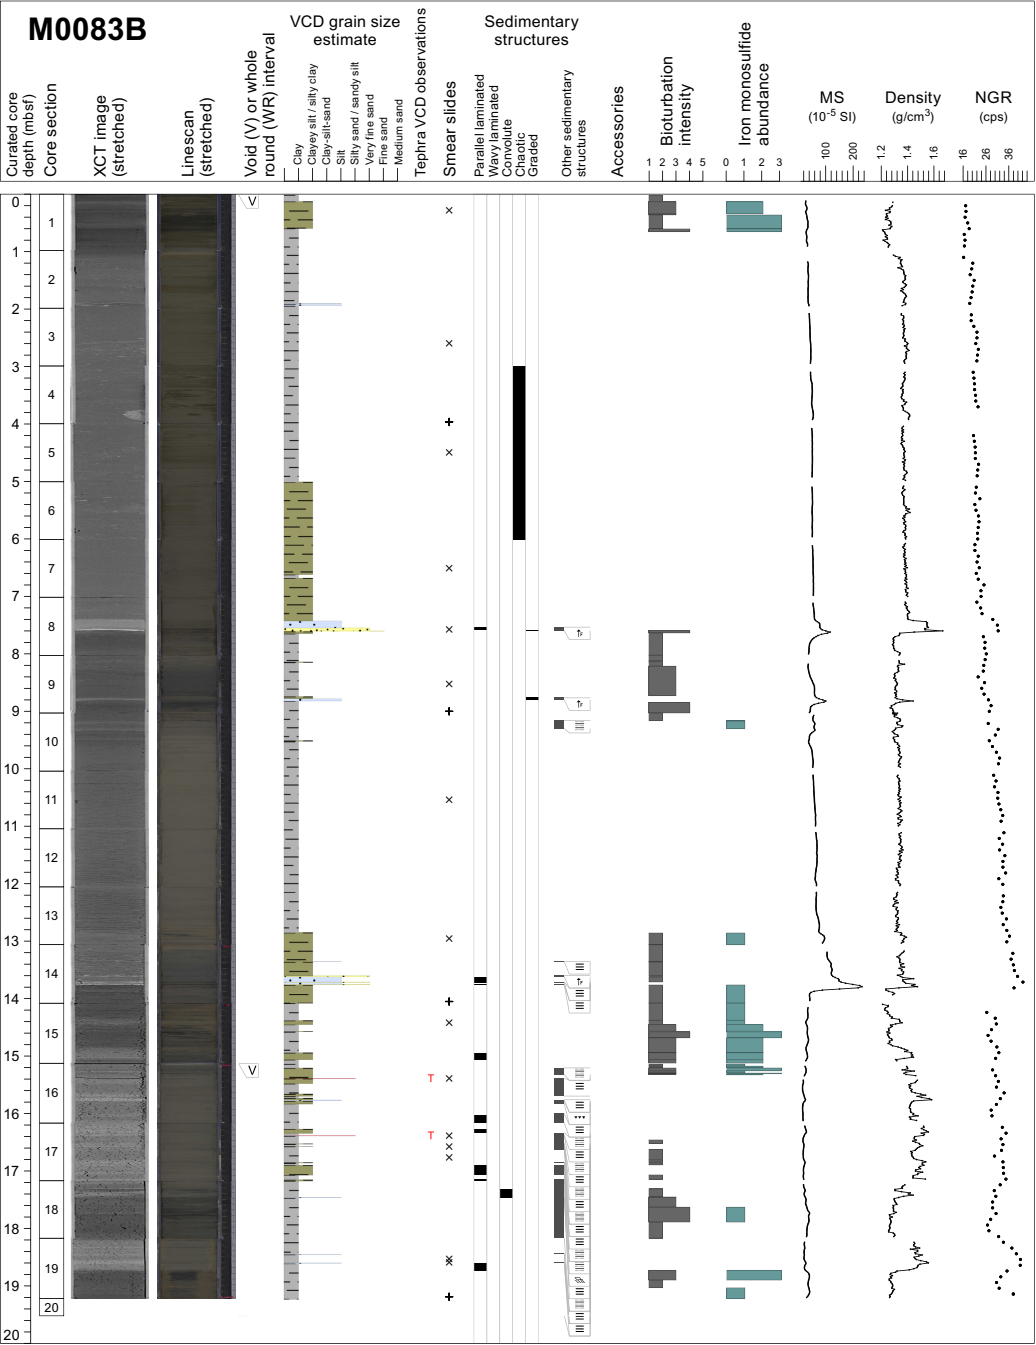 M0083B
VCD grain size
estimate
Sedimentary
structures
Curated core
depth (mbsf)
Core section
XCT image
(stretched)
Linescan
(stretched)
Void (V) or whole
round (WR) interval
Clay
Clayey silt / silty clay
Clay-silt-sand
Silt
Silty sand / sandy silt
Very fine sand
Fine sand
Medium sand
Tephra VCD observations
Smear slides
Parallel laminated
Wavy laminated
Convolute
Chaotic
Graded
Other sedimentary
structures
Accessories
Bioturbation
intensity
1 2 3 4 5
Iron monosulfide
abundance
0 1 2 3
MS
(10-5 SI)
100 200
Density
(g/cm3)
1.2 1.4 1.6
NGR
(cps)
16 26 36
0
V
1
1
2
2
3
3
4
4
5
5
6
6
7
7
8
F
8
9
F
9
10
10
11
11
12
12
13
13
14
F
14
15
15
V
16
T
16
T
17
17
18
18
19
19
20
20